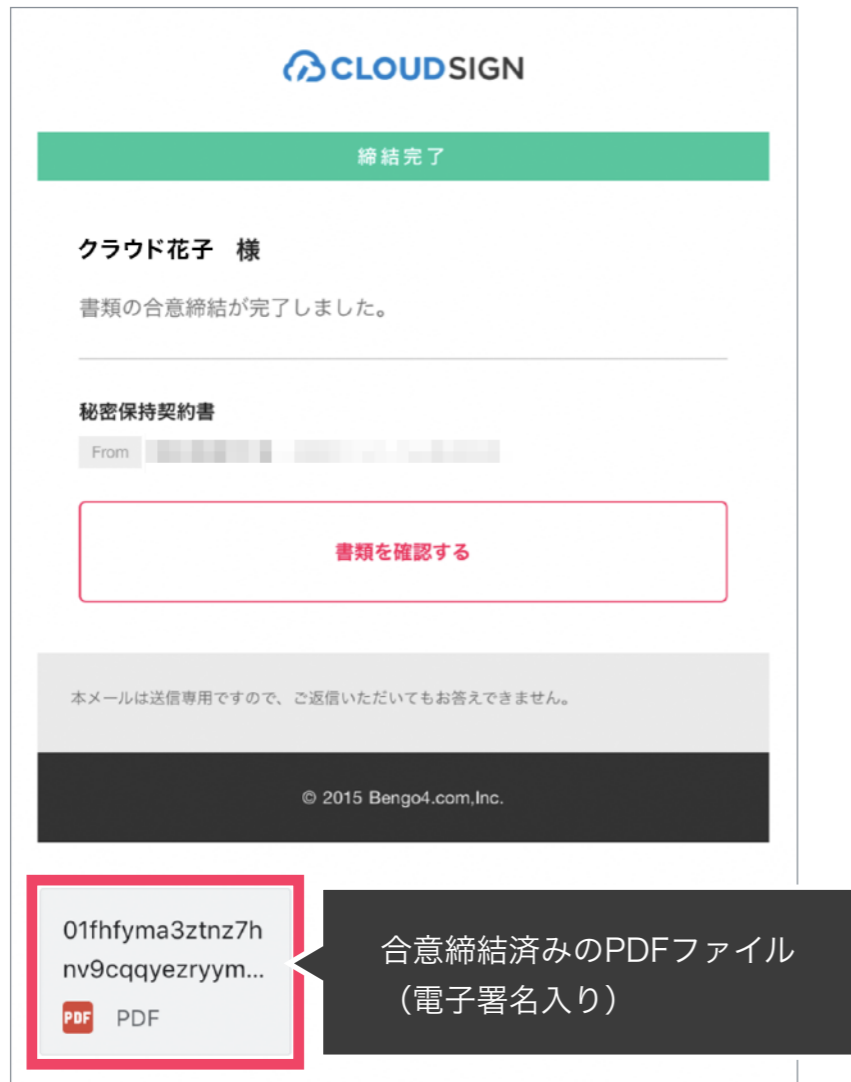 CLOUDSIGN
締結完了
クラウド花子　様
書類の合意締結が完了しました。
秘密保持契約書
From
書類を確認する
本メールは送信専用ですので、ご返信いただいてもお答えできません。
© 2015 Bengo4.com,Inc.
01fhfyma3ztnz7h
nv9cqqyezryym...
PDF PDF
合意締結済みのPDFファイル
（電子署名入り）